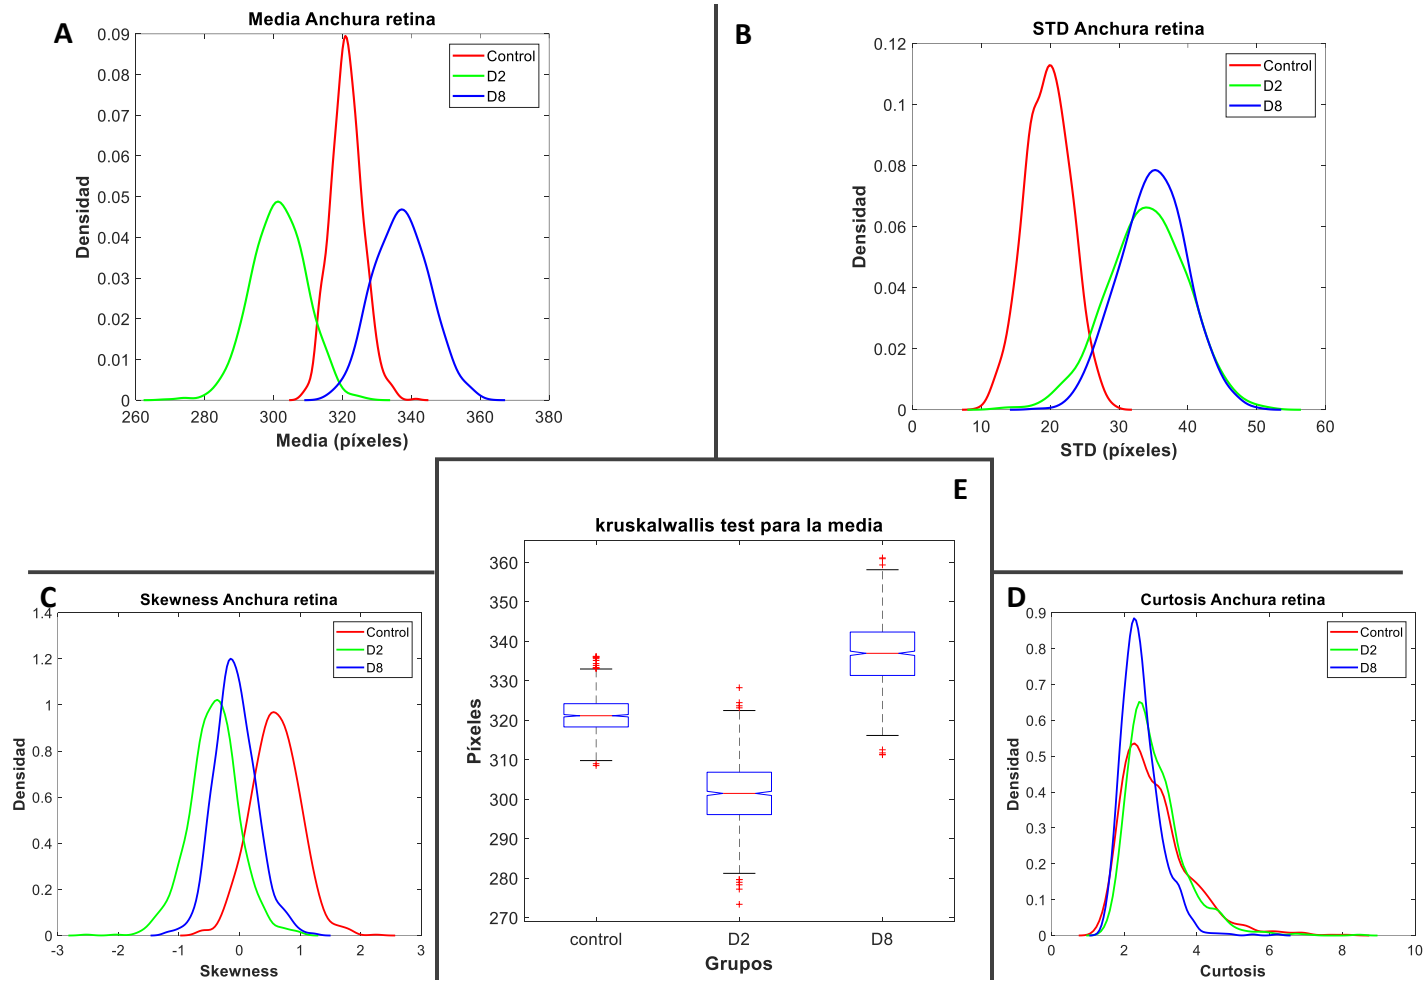 A
Media Anchura retina
0.09
0.08
0.07
0.06
0.05
0.04
0.03
0.02
0.01
0
Densidad
Control
D2
D8
260 280 300 320 340 360 380
Media (píxeles)
B
STD Anchura retina
0.12
0.1
0.08
0.06
0.04
0.02
0
Densidad
Control
D2
D8
0 10 20 30 40 50 60
STD (píxeles)
C
Skewness Anchura retina
1.4
1.2
1
0.8
0.6
0.4
0.2
0
Densidad
Control
D2
D8
-3 -2 -1 0 1 2 3
Skewness
E
kruskalwallis test para la media
360
350
340
330
320
310
300
290
280
270
Píxeles
control D2 D8
Grupos
D
Curtosis Anchura retina
0.9
0.8
0.7
0.6
0.5
0.4
0.3
0.2
0.1
0
Densidad
Control
D2
D8
0 2 4 6 8 10
Curtosis